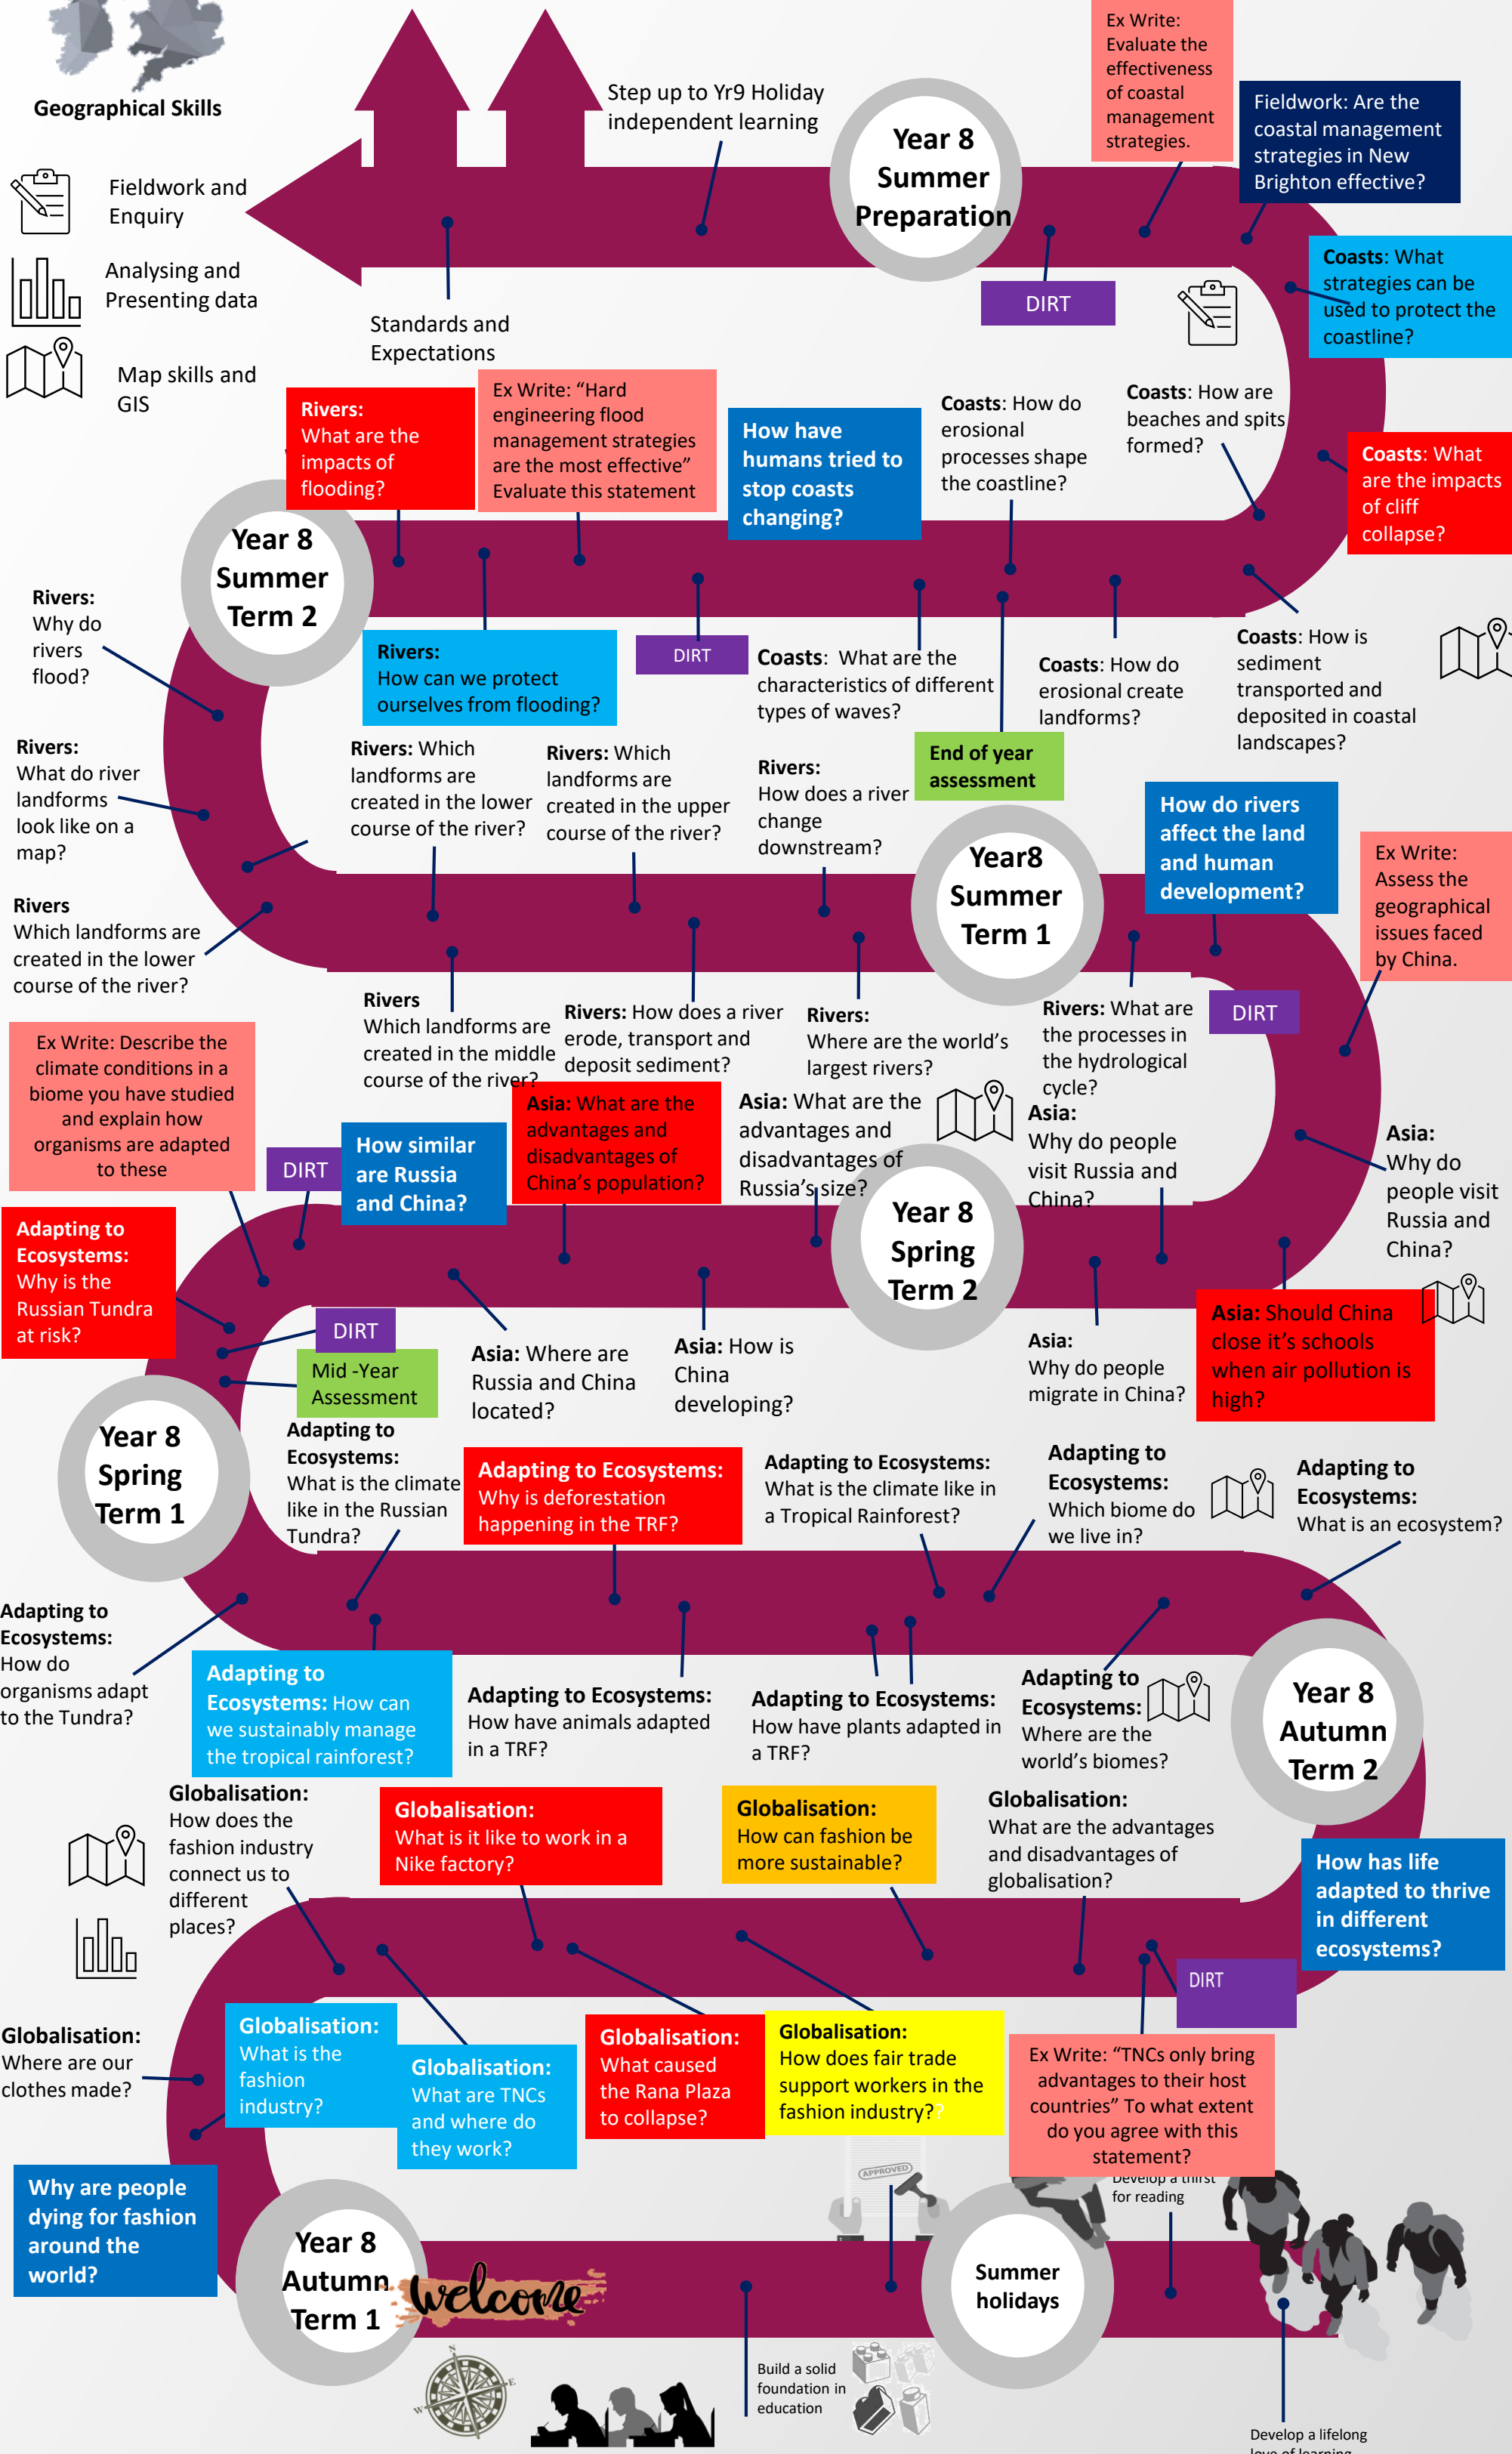 Geographical Skills
Fieldwork and
Enquiry
Analysing and
Presenting data
Map skills and
GIS
Step up to Yr9 Holiday
independent learning
Year 8
Summer
Preparation
Ex Write:
Evaluate the
effectiveness
of coastal
management
strategies.
Fieldwork: Are the
coastal management
strategies in New
Brighton effective?
Coasts: What
strategies can be
used to protect the
coastline?
DIRT
Standards and
Expectations
Rivers:
What are the
impacts of
flooding?
Ex Write: “Hard
engineering flood
management strategies
are the most effective”
Evaluate this statement
How have
humans tried to
stop coasts
changing?
Coasts: How do
erosional
processes shape
the coastline?
Coasts: How are
beaches and spits
formed?
Coasts: What
are the impacts
of cliff
collapse?
Year 8
Summer
Term 2
Rivers:
Why do
rivers
flood?
Rivers:
How can we protect
ourselves from flooding?
DIRT
Coasts: What are the
characteristics of different
types of waves?
Coasts: How do
erosional create
landforms?
Coasts: How is
sediment
transported and
deposited in coastal
landscapes?
End of year
assessment
Rivers:
What do river
landforms
look like on a
map?
Rivers: Which
landforms are
created in the lower
course of the river?
Rivers: Which
landforms are
created in the upper
course of the river?
Rivers:
How does a river
change
downstream?
Year8
Summer
Term 1
How do rivers
affect the land
and human
development?
Ex Write:
Assess the
geographical
issues faced
by China.
Rivers
Which landforms are
created in the lower
course of the river?
Rivers
Which landforms are
created in the middle
course of the river?
Rivers: How does a river
erode, transport and
deposit sediment?
Rivers:
Where are the world’s
largest rivers?
Rivers: What are
the processes in
the hydrological
cycle?
DIRT
Ex Write: Describe the
climate conditions in a
biome you have studied
and explain how
organisms are adapted
to these
DIRT
How similar
are Russia
and China?
Asia: What are the
advantages and
disadvantages of
China’s population?
Asia: What are the
advantages and
disadvantages of
Russia’s size?
Year 8
Spring
Term 2
Asia:
Why do people
visit Russia and
China?
Asia:
Why do
people visit
Russia and
China?
Adapting to
Ecosystems:
Why is the
Russian Tundra
at risk?
DIRT
Mid -Year
Assessment
Asia: Where are
Russia and China
located?
Asia: How is
China
developing?
Asia:
Why do people
migrate in China?
Asia: Should China
close it’s schools
when air pollution is
high?
Year 8
Spring
Term 1
Adapting to
Ecosystems:
What is the climate
like in the Russian
Tundra?
Adapting to Ecosystems:
Why is deforestation
happening in the TRF?
Adapting to Ecosystems:
What is the climate like in
a Tropical Rainforest?
Adapting to
Ecosystems:
Which biome do
we live in?
Adapting to
Ecosystems:
What is an ecosystem?
Adapting to
Ecosystems:
How do
organisms adapt
to the Tundra?
Adapting to
Ecosystems: How can
we sustainably manage
the tropical rainforest?
Adapting to Ecosystems:
How have animals adapted
in a TRF?
Adapting to Ecosystems:
How have plants adapted in
a TRF?
Adapting to
Ecosystems:
Where are the
world’s biomes?
Year 8
Autumn
Term 2
Globalisation:
How does the
fashion industry
connect us to
different
places?
Globalisation:
What is it like to work in a
Nike factory?
Globalisation:
How can fashion be
more sustainable?
Globalisation:
What are the advantages
and disadvantages of
globalisation?
How has life
adapted to thrive
in different
ecosystems?
DIRT
Globalisation:
Where are our
clothes made?
Globalisation:
What is the
fashion
industry?
Globalisation:
What are TNCs
and where do
they work?
Globalisation:
What caused
the Rana Plaza
to collapse?
Globalisation:
How does fair trade
support workers in the
fashion industry??
Ex Write: “TNCs only bring
advantages to their host
countries” To what extent
do you agree with this
statement?
Why are people
dying for fashion
around the
world?
APPROVED
Develop a thirst
for reading
Year 8
Autumn
Term 1
welcome
Summer
holidays
N
E
W
Build a solid
foundation in
education
Develop a lifelong
love of learning